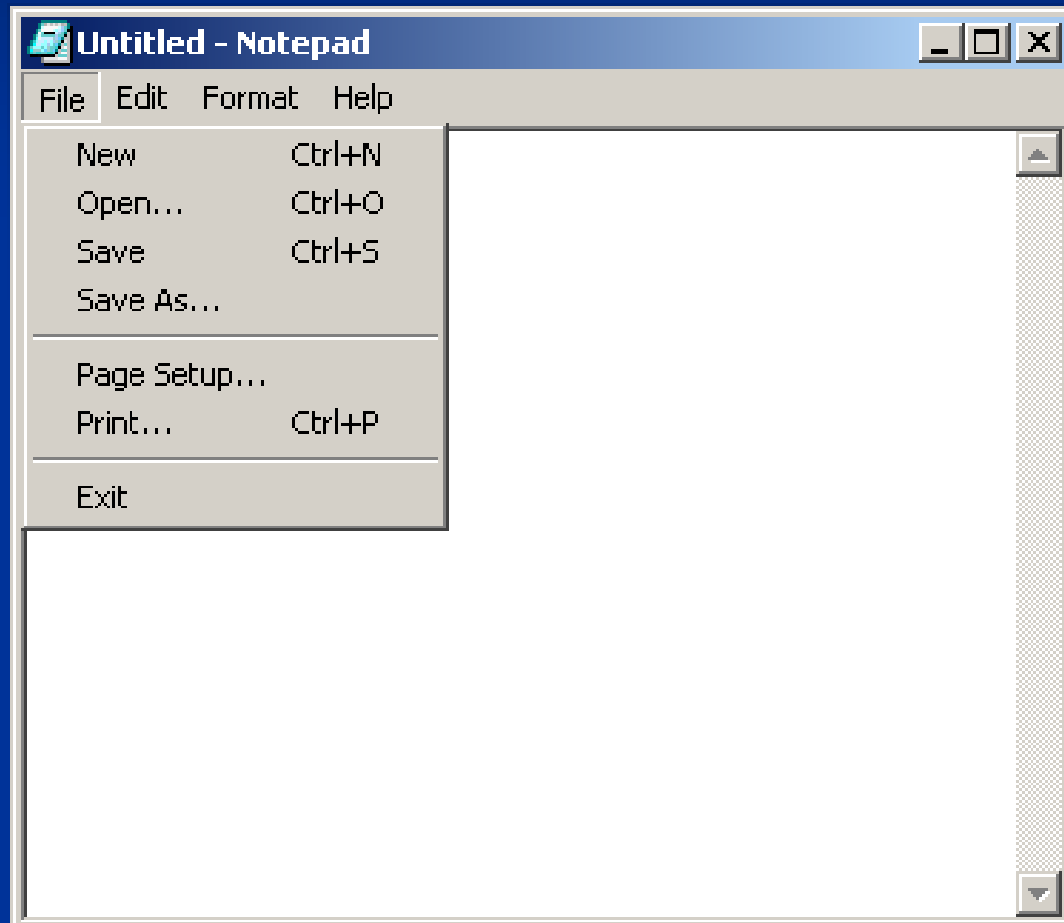 Untitled - Notepad
File Edit Format Help
New Ctrl+N
Open... Ctrl+O
Save Ctrl+S
Save As...
Page Setup...
Print... Ctrl+P
Exit